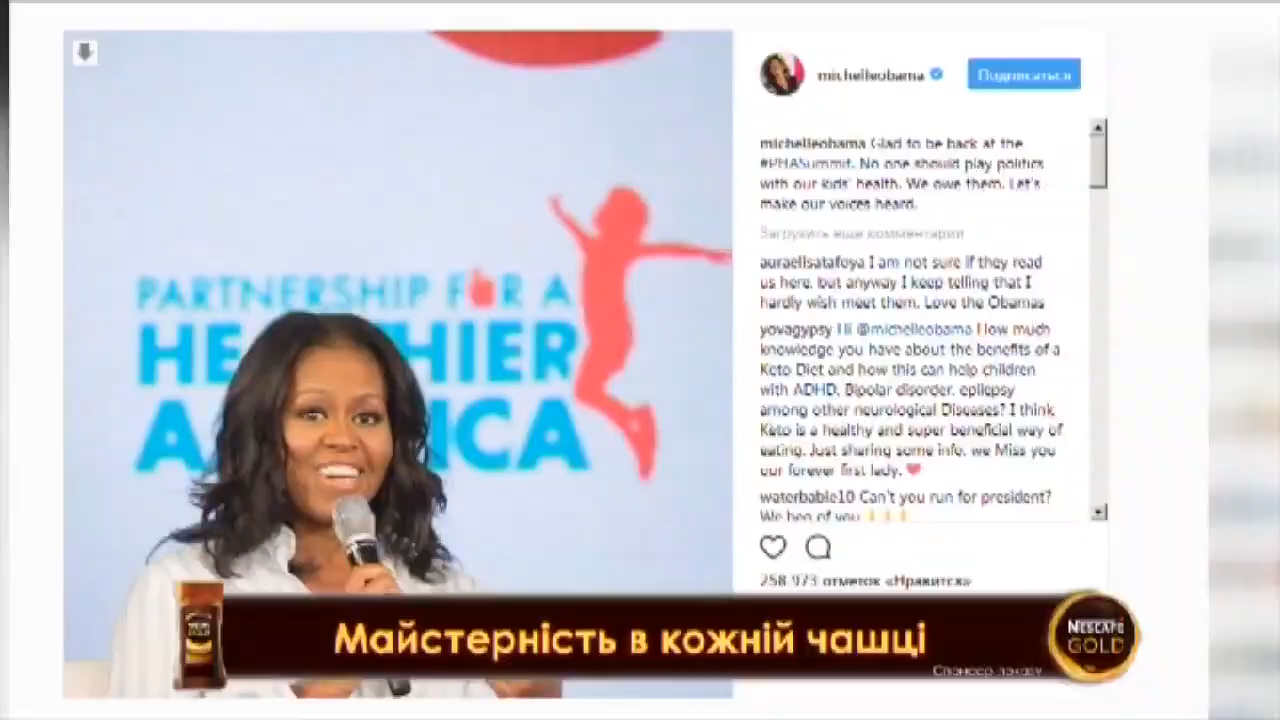 PARTNERSHIP FOR A
HEALTHIER
AMERICA
michelleobama
Подписаться
michelleobama Glad to be back at the
#PHASummit. No one should play politics
with our kids' health. We owe them. Let's
make our voices heard.
Загрузить еще комментарии
auraelisatafoya I am not sure if they read
us here, but anyway I keep telling that I
hardly wish meet them. Love the Obamas
yovagypsy Hi @michelleobama How much
knowledge you have about the benefits of a
Keto Diet and how this can help children
with ADHD, Bipolar disorder, epilepsy
among other neurological Diseases? I think
Keto is a healthy and super beneficial way of
eating. Just sharing some info, we Miss you
our forever first lady.
waterbable10 Can't you run for president?
We beg of you
258 973 отметок «Нравится»
Майстерність в кожній чашці
NESCAFÉ
GOLD
Спонсор показу